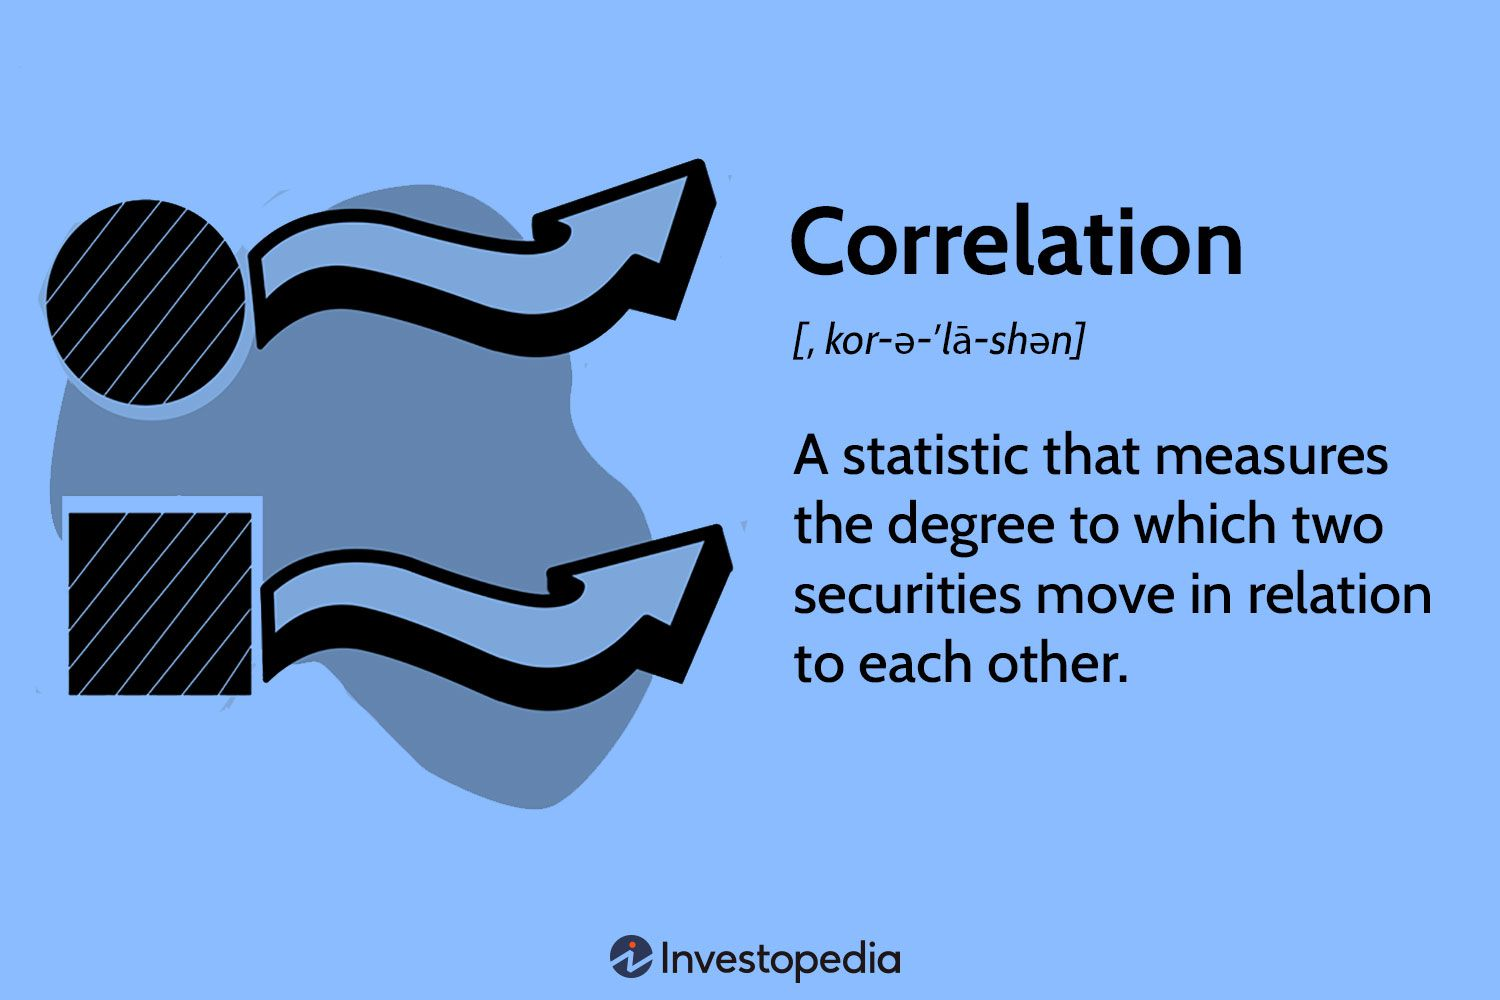 Correlation
[, kor-ə-ʹlā-shən]
A statistic that measures
the degree to which two
securities move in relation
to each other.
Investopedia